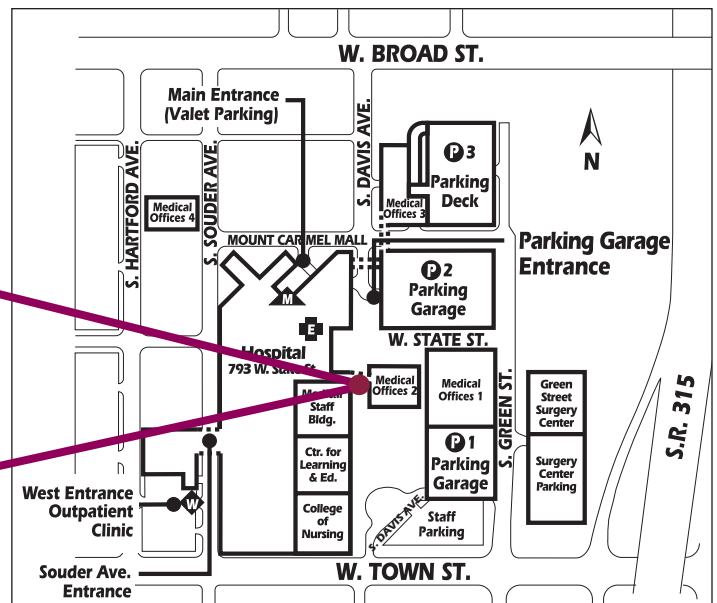 W. BROAD ST.
Main Entrance
(Valet Parking)
S. DAVIS AVE.
S. HARTFORD AVE.
S. SOUDER AVE.
N
P 3
Parking
Deck
Medical
Offices 3
Medical
Offices 4
MOUNT CARMEL MALL
Parking Garage
Entrance
P 2
Parking
Garage
M
E
W. STATE ST.
Hospital
793 W. State St.
Medical
Offices 2
Medical
Offices 1
S. GREEN ST.
Green
Street
Surgery
Center
S.R. 315
Medical
Staff
Bldg.
P 1
Parking
Garage
Ctr. for
Learning
& Ed.
Surgery
Center
Parking
West Entrance
Outpatient
Clinic
W
College
of
Nursing
S. DAVIS AVE.
Staff
Parking
Souder Ave.
Entrance
W. TOWN ST.